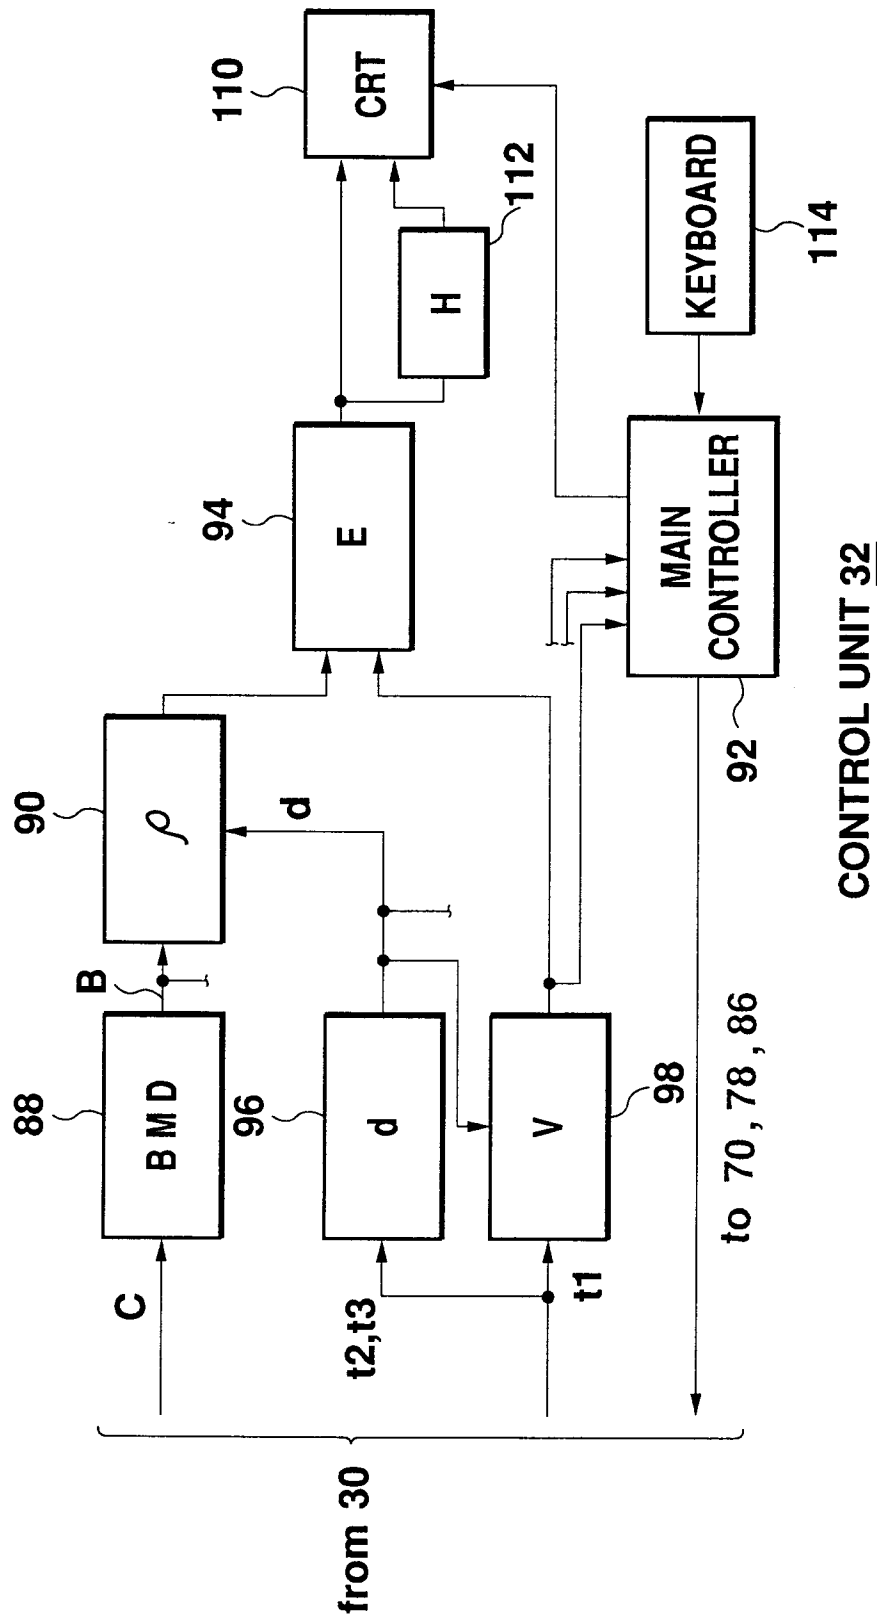 110
CRT
112
H
KEYBOARD
114
94
E
MAIN
CONTROLLER
92
90
ρ
d
B
88
BMD
96
d
98
V
C
t2,t3
t1
to 70, 78, 86
from 30
CONTROL UNIT 32